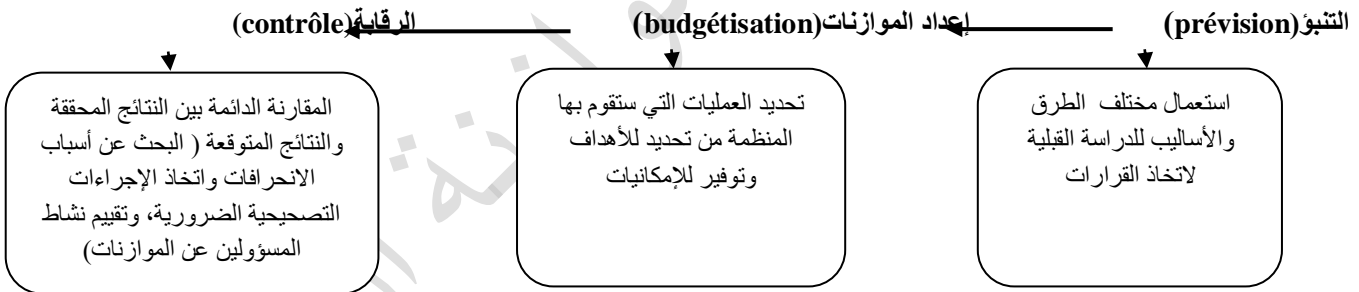 التنبؤ(prévision) إعداد الموازنات(budgétisation) الرقابة(contrôle)
استعمال مختلف الطرق
والأساليب للدراسة القبلية
لاتخاذ القرارات
تحديد العمليات التي ستقوم بها
المنظمة من تحديد للأهداف
وتوفير للإمكانيات
المقارنة الدائمة بين النتائج المحققة
والنتائج المتوقعة ( البحث عن أسباب
الانحرافات واتخاذ الإجراءات
التصحيحية الضرورية، وتقييم نشاط
المسؤولين عن الموازنات)